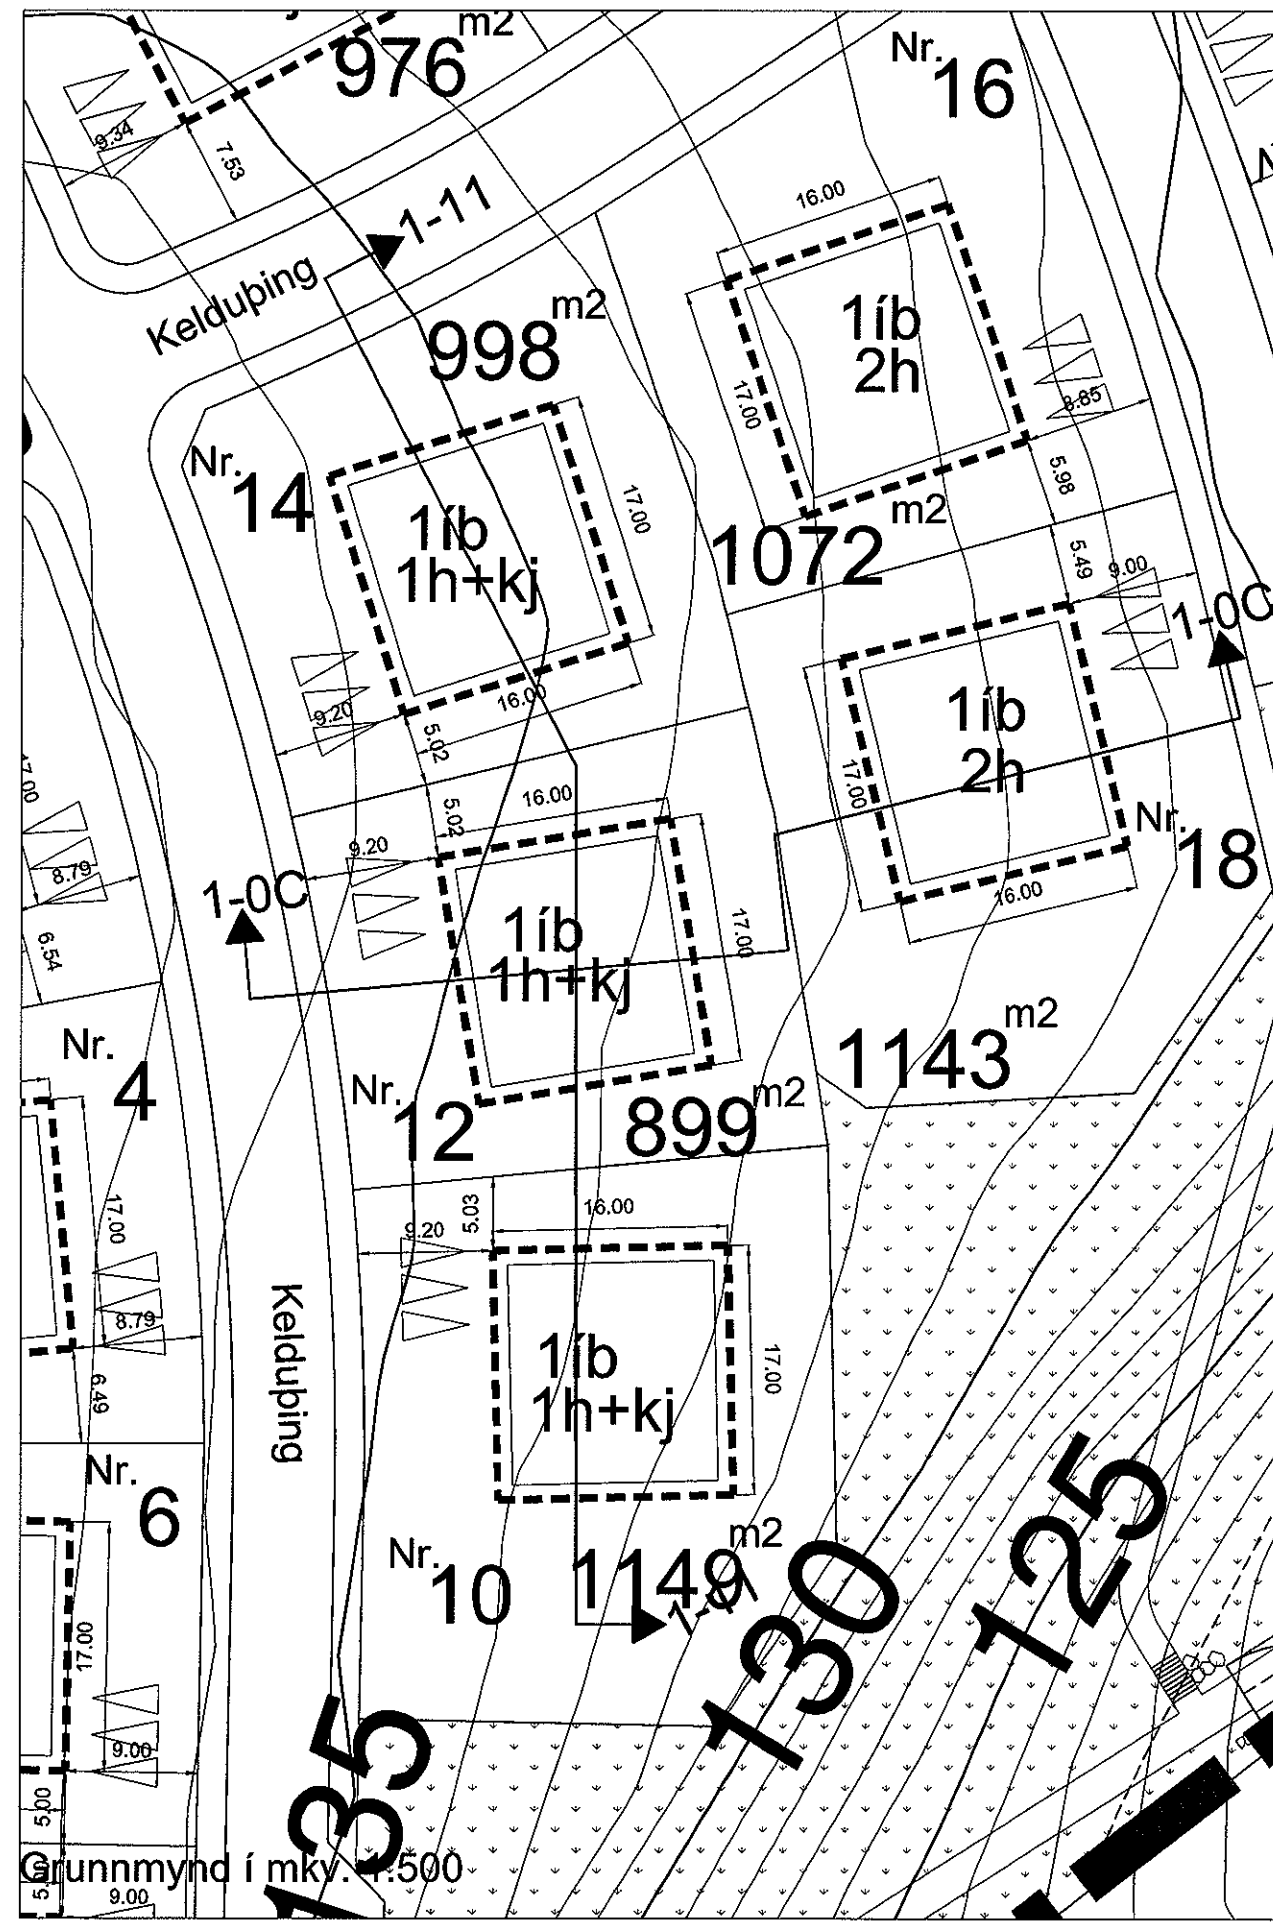 976 m2
Nr. 16
9.34
7.53
1-11
16.00
Kelduþing
998 m2
1íb
2h
17.00
8.85
Nr. 14
1íb
1h+kj
17.00
5.98
1072 m2
5.49
9.00
1-0C
16.00
9.20
5.02
1íb
2h
17.00
17.00
5.02
16.00
9.20
8.79
Nr. 18
1-0C
16.00
1íb
1h+kj
17.00
6.54
Nr. 4
1143 m2
Nr. 12
899 m2
17.00
5.03
16.00
9.20
8.79
Kelduþing
1íb
1h+kj
17.00
6.49
Nr. 6
Nr. 10
1149 m2
1-11
130
125
17.00
9.00
135
5.00
Grunnmynd í mkv. 1:500
9.00